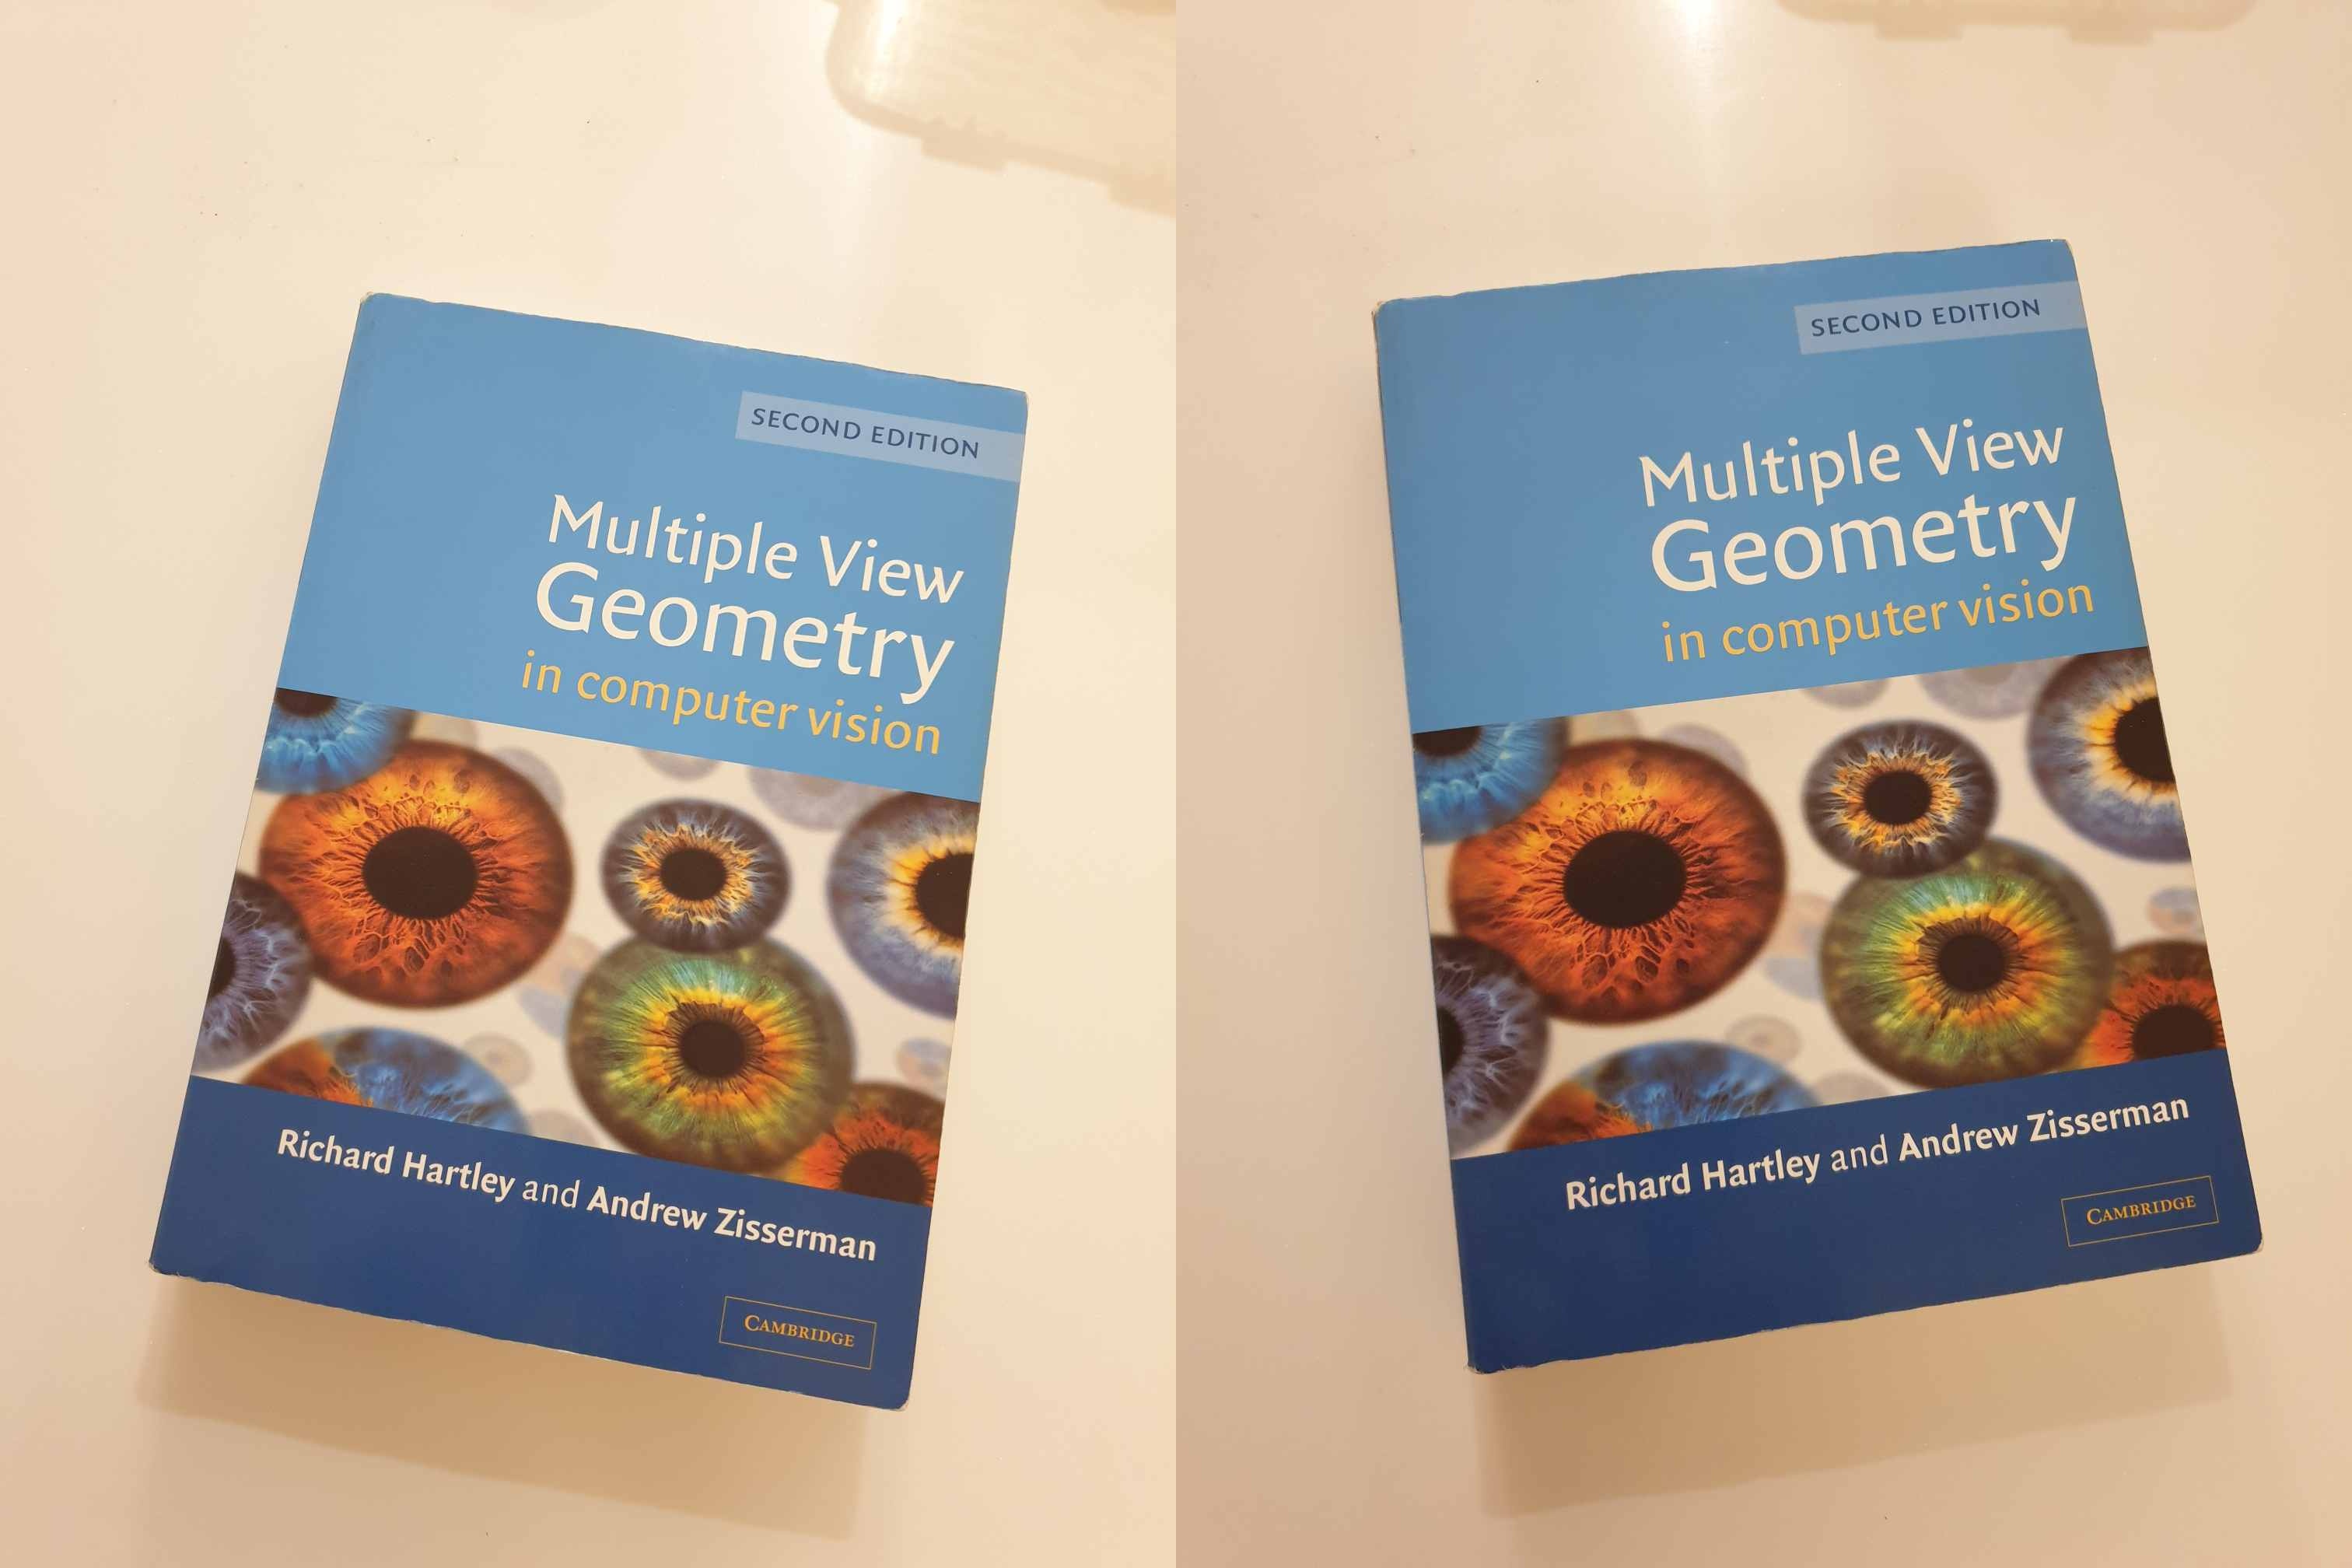 SECOND EDITION
Multiple View
Geometry
in computer vision
Richard Hartley and Andrew Zisserman
CAMBRIDGE
SECOND EDITION
Multiple View
Geometry
in computer vision
Richard Hartley and Andrew Zisserman
CAMBRIDGE